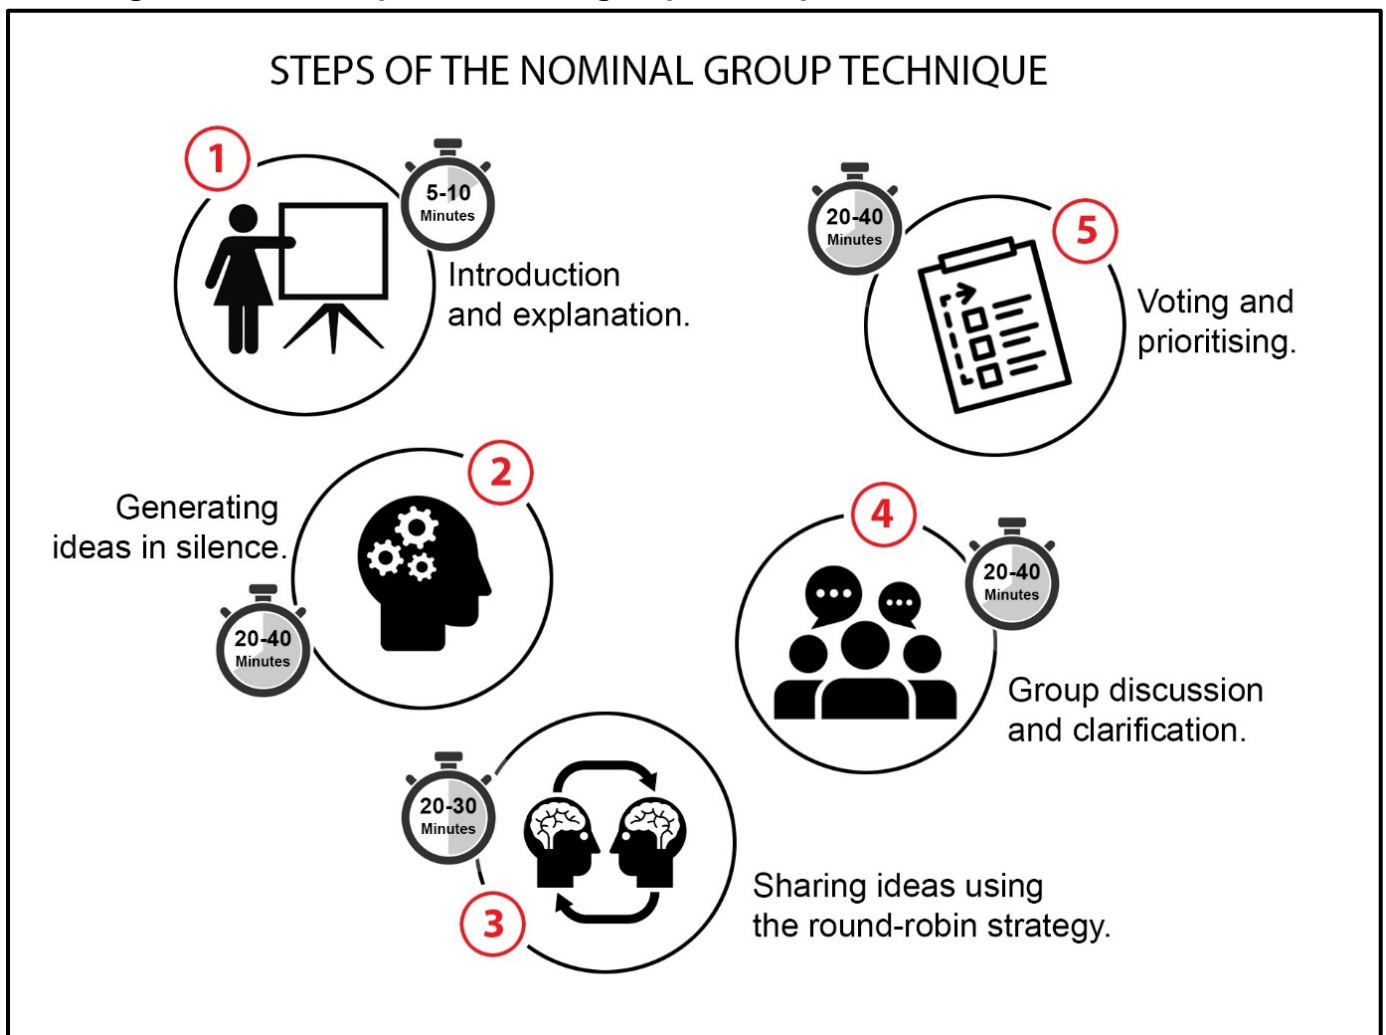 STEPS OF THE NOMINAL GROUP TECHNIQUE
1
5-10
Minutes
Introduction
and explanation.
2
Generating
ideas in silence.
20-40
Minutes
3
20-30
Minutes
Sharing ideas using
the round-robin strategy.
4
20-40
Minutes
Group discussion
and clarification.
5
20-40
Minutes
Voting and
prioritising.